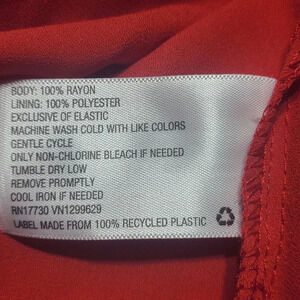 BODY: 100% RAYON
LINING: 100% POLYESTER
EXCLUSIVE OF ELASTIC
MACHINE WASH COLD WITH LIKE COLORS
GENTLE CYCLE
ONLY NON-CHLORINE BLEACH IF NEEDED
TUMBLE DRY LOW
REMOVE PROMPTLY
COOL IRON IF NEEDED
RN17730 VN1299629
LABEL MADE FROM 100% RECYCLED PLASTIC